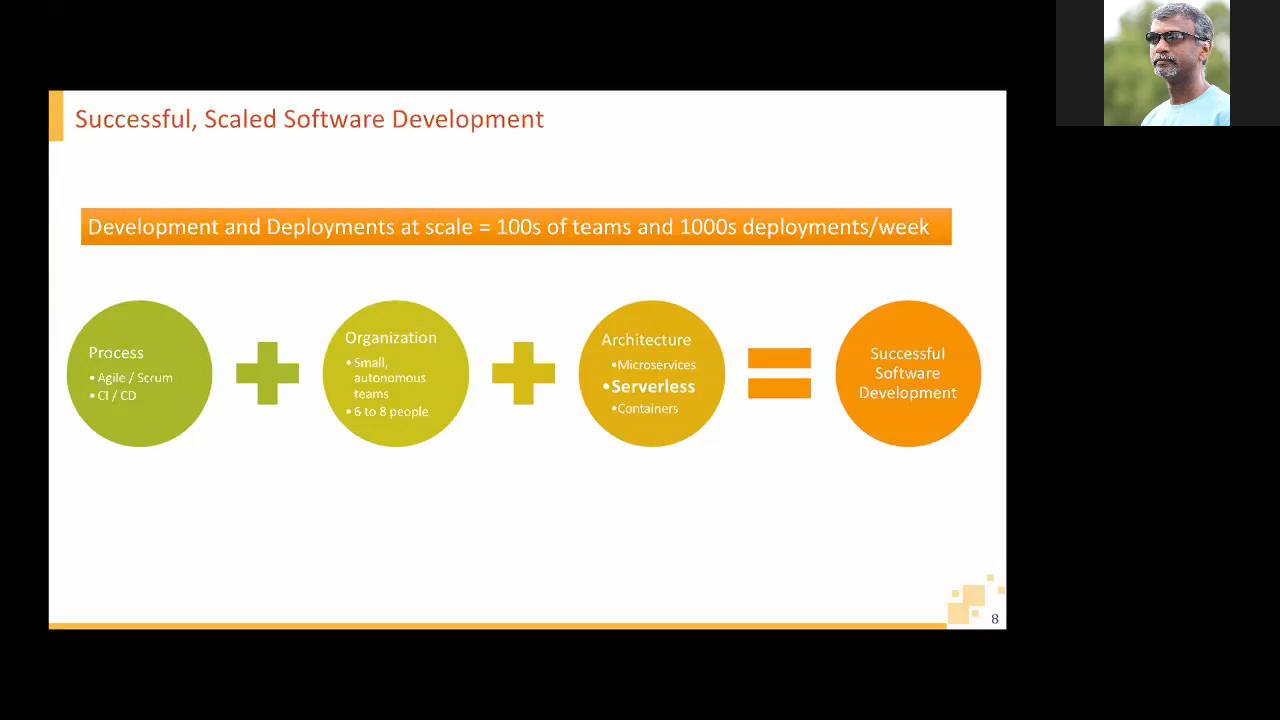 Successful, Scaled Software Development
Development and Deployments at scale = 100s of teams and 1000s deployments/week
Process
• Agile / Scrum
• CI / CD
Organization
• Small,
autonomous
teams
• 6 to 8 people
Architecture
•Microservices
•Serverless
•Containers
Successful
Software
Development
8